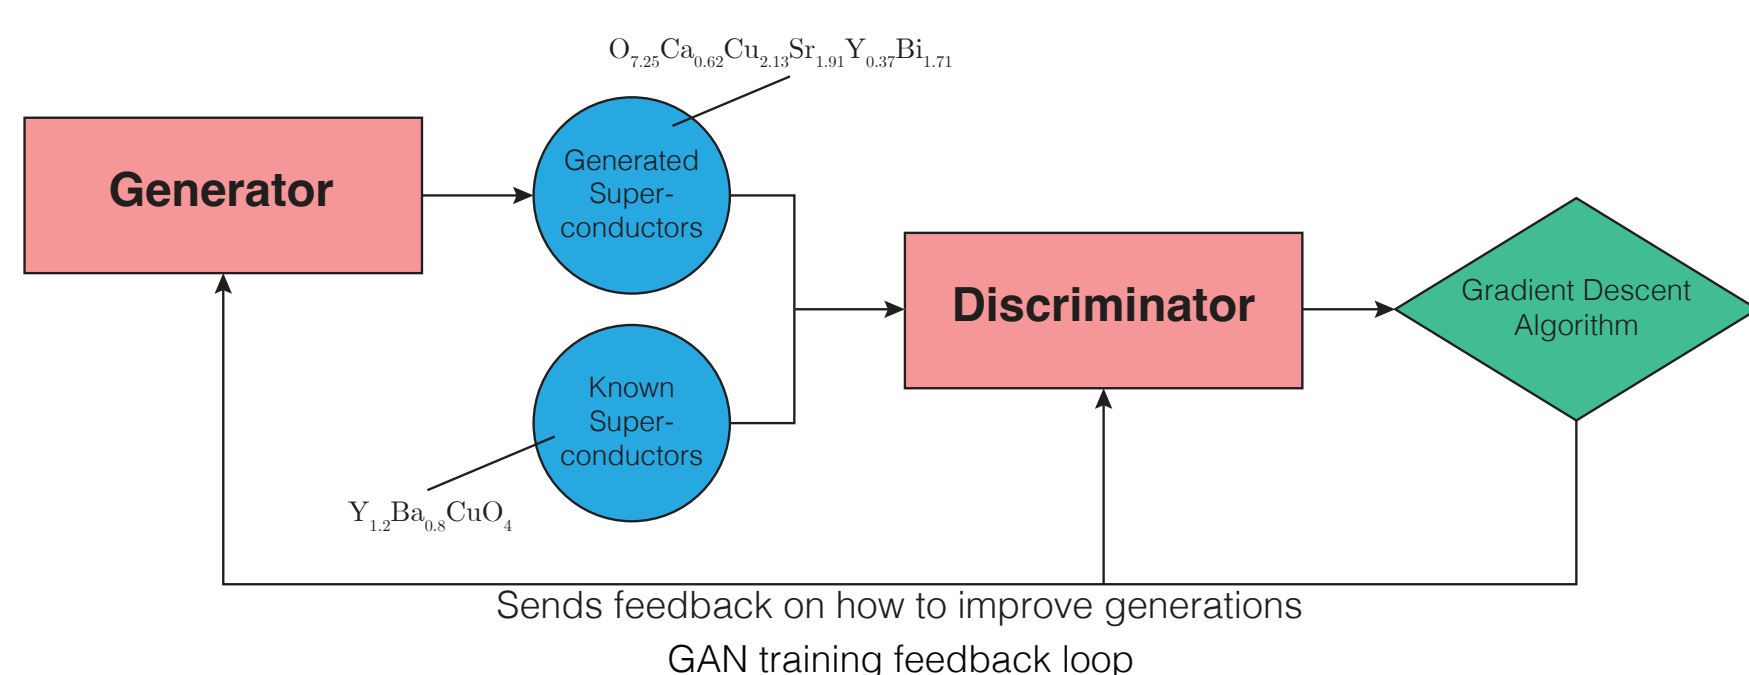 O7.25Ca0.62Cu2.13Sr1.91Y0.37Bi1.71
Generator
Generated
Super-
conductors
Discriminator
Gradient Descent
Algorithm
Known
Super-
conductors
Y1.2Ba0.8CuO4
Sends feedback on how to improve generations
GAN training feedback loop